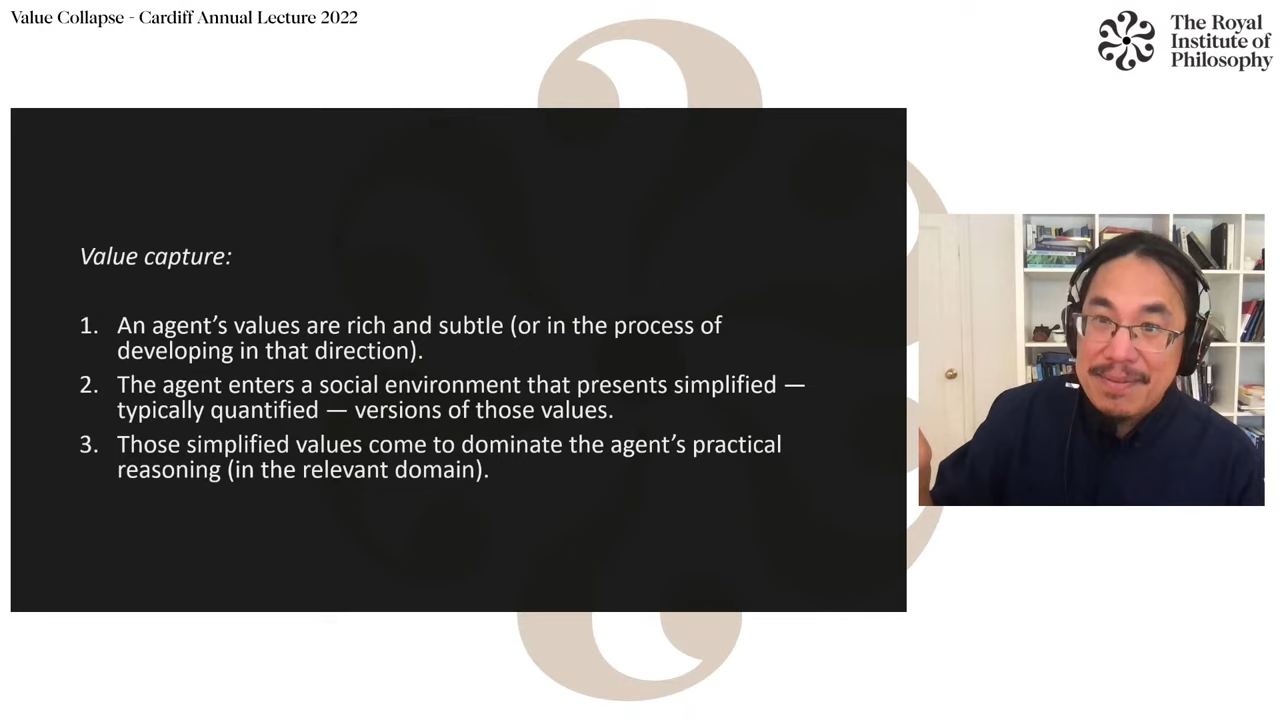 Value Collapse - Cardiff Annual Lecture 2022
The Royal
Institute of
Philosophy
Value capture:
1. An agent’s values are rich and subtle (or in the process of
developing in that direction).
2. The agent enters a social environment that presents simplified —
typically quantified — versions of those values.
3. Those simplified values come to dominate the agent’s practical
reasoning (in the relevant domain).